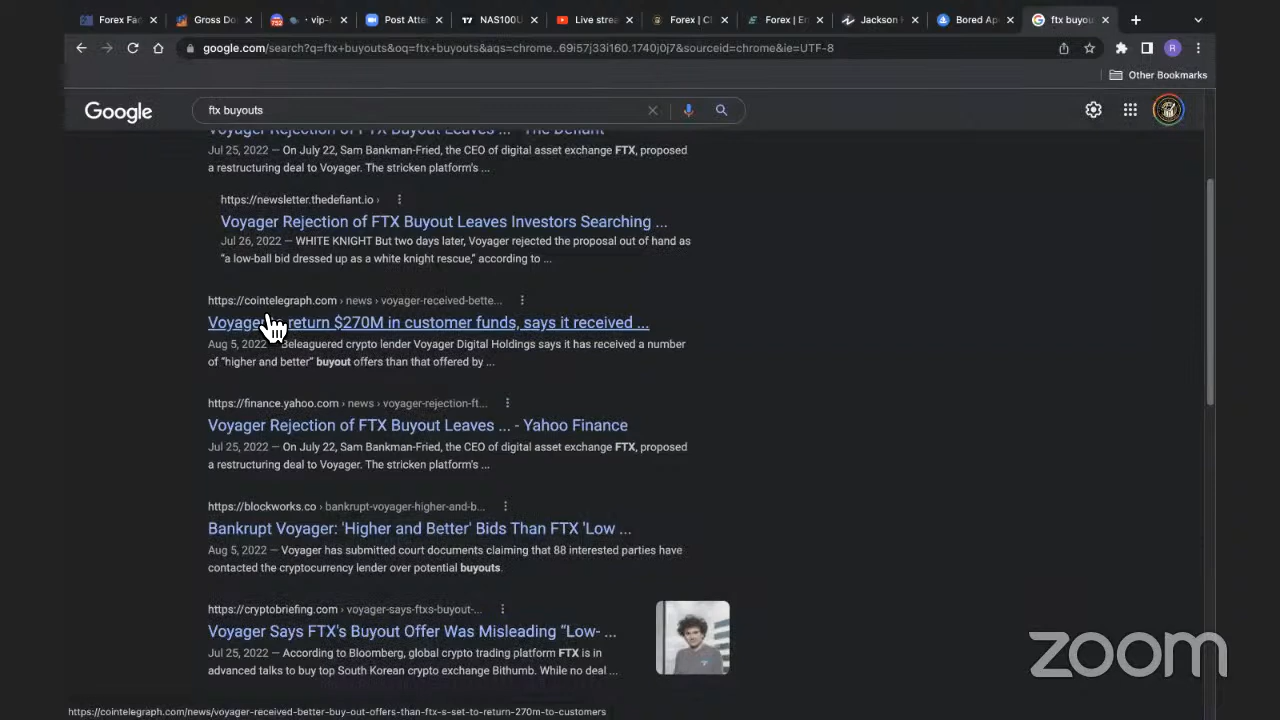 Forex Fac
Gross Do
vip-a
Post Atte
NAS100U
Live strea
Forex | C
Forex | En
Jackson H
Bored Ap
ftx buyou
google.com/search?q=ftx+buyouts&oq=ftx+buyouts&aqs=chrome..69i57j33i160.1740j0j7&sourceid=chrome&ie=UTF-8
R
Other Bookmarks
Google
ftx buyouts
Voyager Rejection of FTX Buyout Leaves ... - The Defiant
Jul 25, 2022 — On July 22, Sam Bankman-Fried, the CEO of digital asset exchange FTX, proposed
a restructuring deal to Voyager. The stricken platform's ...
https://newsletter.thedefiant.io ›
Voyager Rejection of FTX Buyout Leaves Investors Searching ...
Jul 26, 2022 — WHITE KNIGHT But two days later, Voyager rejected the proposal out of hand as
"a low-ball bid dressed up as a white knight rescue," according to ...
https://cointelegraph.com › news › voyager-received-bette...
Voyager return $270M in customer funds, says it received ...
Aug 5, 2022 — Beleaguered crypto lender Voyager Digital Holdings says it has received a number
of "higher and better" buyout offers than that offered by ...
https://finance.yahoo.com › news › voyager-rejection-ft...
Voyager Rejection of FTX Buyout Leaves ... - Yahoo Finance
Jul 25, 2022 — On July 22, Sam Bankman-Fried, the CEO of digital asset exchange FTX, proposed
a restructuring deal to Voyager. The stricken platform's ...
https://blockworks.co › bankrupt-voyager-higher-and-b...
Bankrupt Voyager: 'Higher and Better' Bids Than FTX 'Low ...
Aug 5, 2022 — Voyager has submitted court documents claiming that 88 interested parties have
contacted the cryptocurrency lender over potential buyouts.
https://cryptobriefing.com › voyager-says-ftxs-buyout-...
Voyager Says FTX's Buyout Offer Was Misleading "Low- ...
Jul 25, 2022 — According to Bloomberg, global crypto trading platform FTX is in
advanced talks to buy top South Korean crypto exchange Bithumb. While no deal ...
zoom
https://cointelegraph.com/news/voyager-received-better-buy-out-offers-than-ftx-s-set-to-return-270m-to-customers